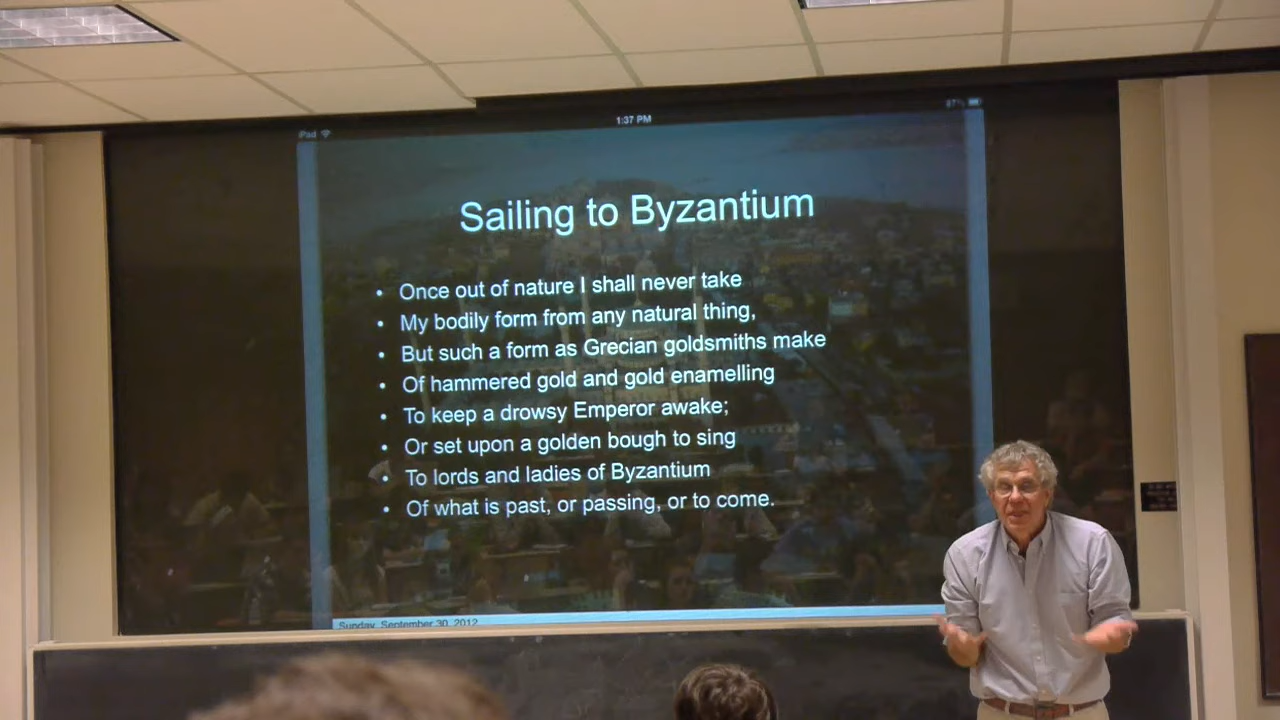 iPad
1:37 PM
87%
Sailing to Byzantium
• Once out of nature I shall never take
• My bodily form from any natural thing,
• But such a form as Grecian goldsmiths make
• Of hammered gold and gold enamelling
• To keep a drowsy Emperor awake;
• Or set upon a golden bough to sing
• To lords and ladies of Byzantium
• Of what is past, or passing, or to come.
Sunday, September 30, 2012